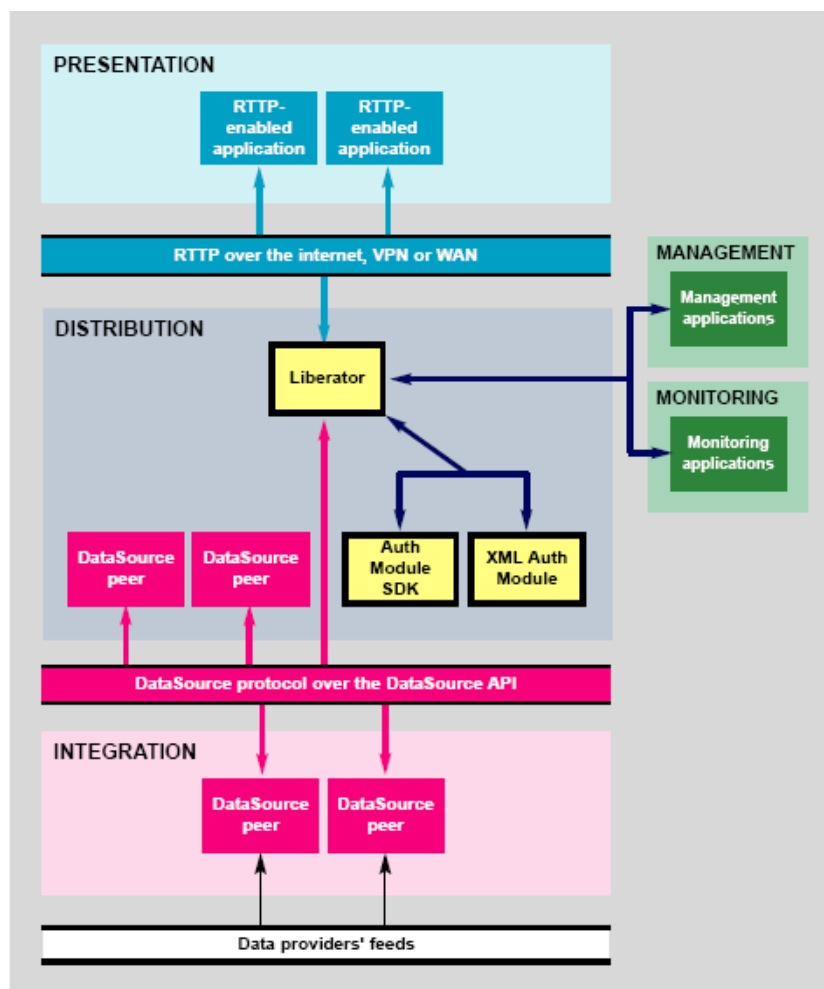 PRESENTATION
RTTP-
enabled
application
RTTP-
enabled
application
RTTP over the internet, VPN or WAN
MANAGEMENT
Management
applications
DISTRIBUTION
Liberator
MONITORING
Monitoring
applications
DataSource
peer
DataSource
peer
Auth
Module
SDK
XML Auth
Module
DataSource protocol over the DataSource API
INTEGRATION
DataSource
peer
DataSource
peer
Data providers' feeds